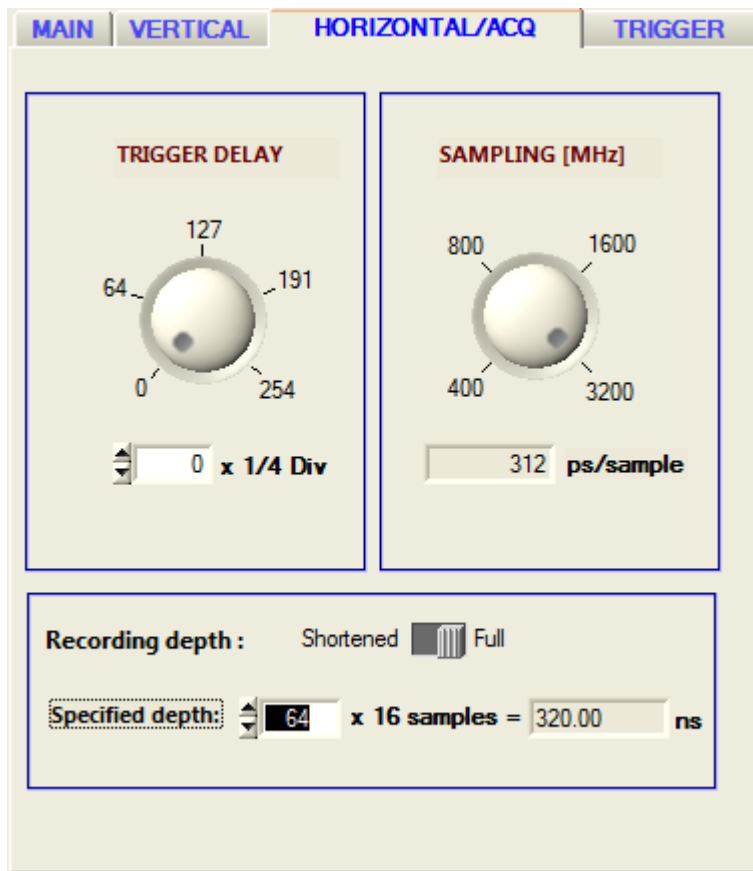 MAIN VERTICAL HORIZONTAL/ACQ TRIGGER
TRIGGER DELAY
127
64
191
0
254
0 x 1/4 Div
SAMPLING [MHz]
800
1600
400
3200
312 ps/sample
Recording depth : Shortened Full
Specified depth: 64 x 16 samples = 320.00 ns